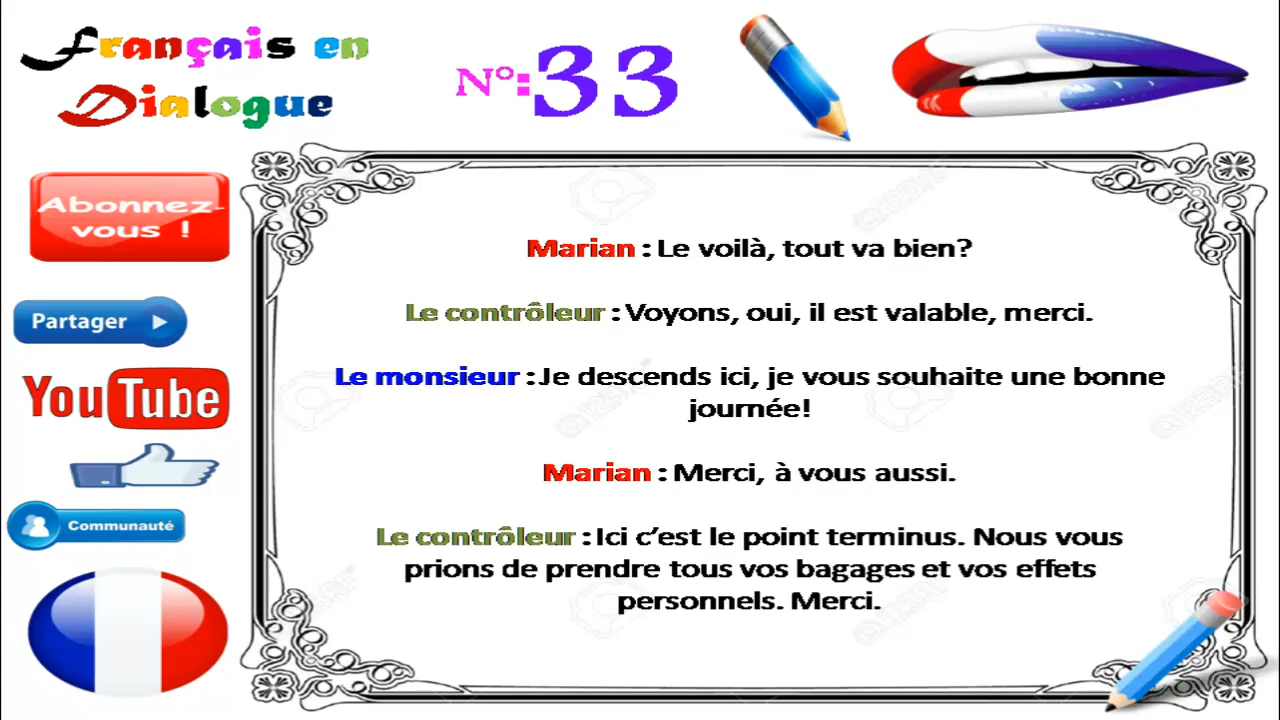 Français en
Dialogue
N°:33
Abonnez-
vous !
Partager
YouTube
Communauté
Marian : Le voilà, tout va bien?
Le contrôleur : Voyons, oui, il est valable, merci.
Le monsieur : Je descends ici, je vous souhaite une bonne
journée!
Marian : Merci, à vous aussi.
Le contrôleur : Ici c’est le point terminus. Nous vous
prions de prendre tous vos bagages et vos effets
personnels. Merci.